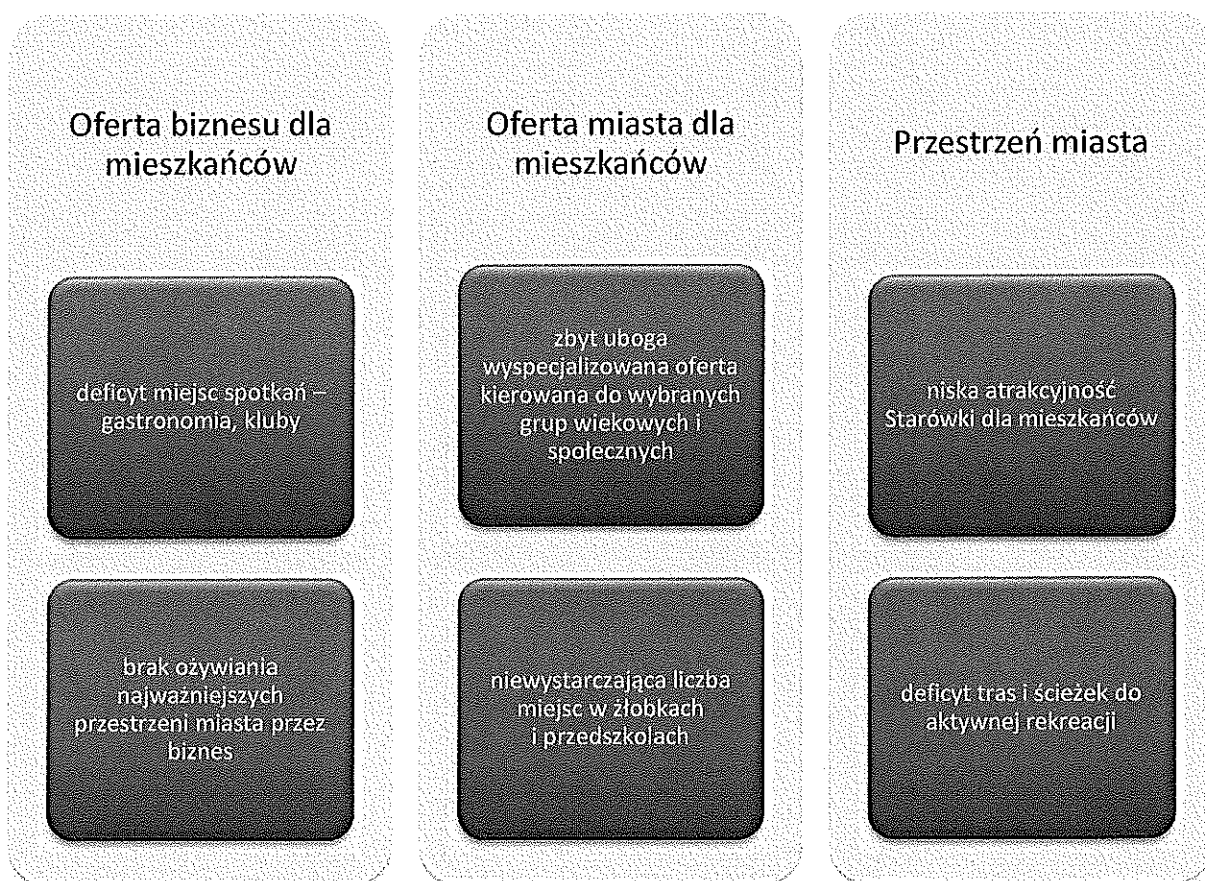 Oferta biznesu dla
mieszkańców
deficyt miejsc spotkań –
gastronomia, kluby
brak ożywiania
najważniejszych
przestrzeni miasta przez
biznes
Oferta miasta dla
mieszkańców
zbyt uboga
wyspecjalizowana oferta
kierowana do wybranych
grup wiekowych i
społecznych
niewystarczająca liczba
miejsc w żłobkach
i przedszkolach
Przestrzeń miasta
niska atrakcyjność
Starówki dla mieszkańców
deficyt tras i ścieżek do
aktywnej rekreacji